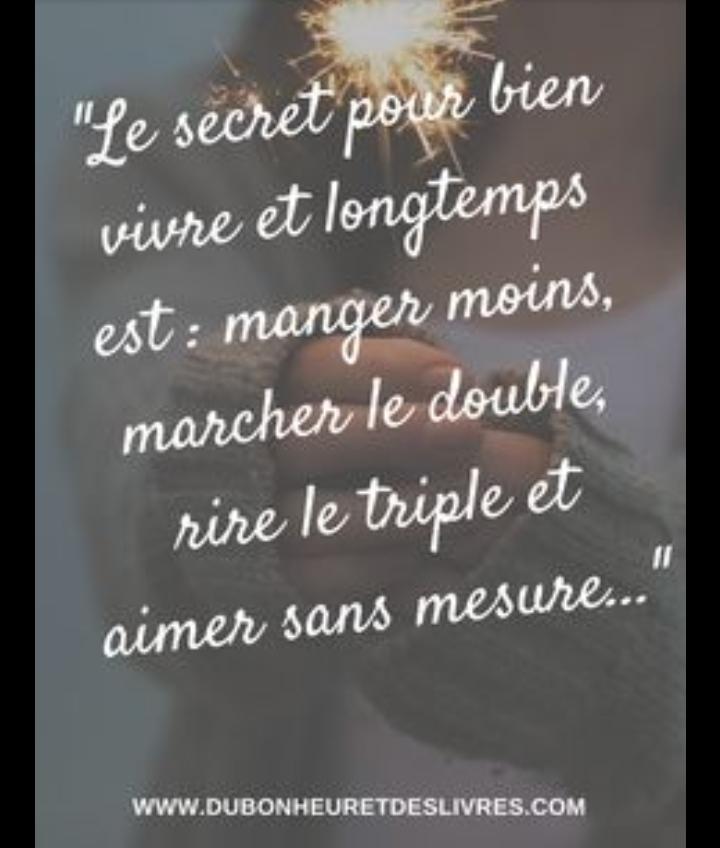 "Le secret pour bien
vivre et longtemps
est : manger moins,
marcher le double,
rire le triple et
aimer sans mesure..."
WWW.DUBONHEURETDESLIVRES.COM